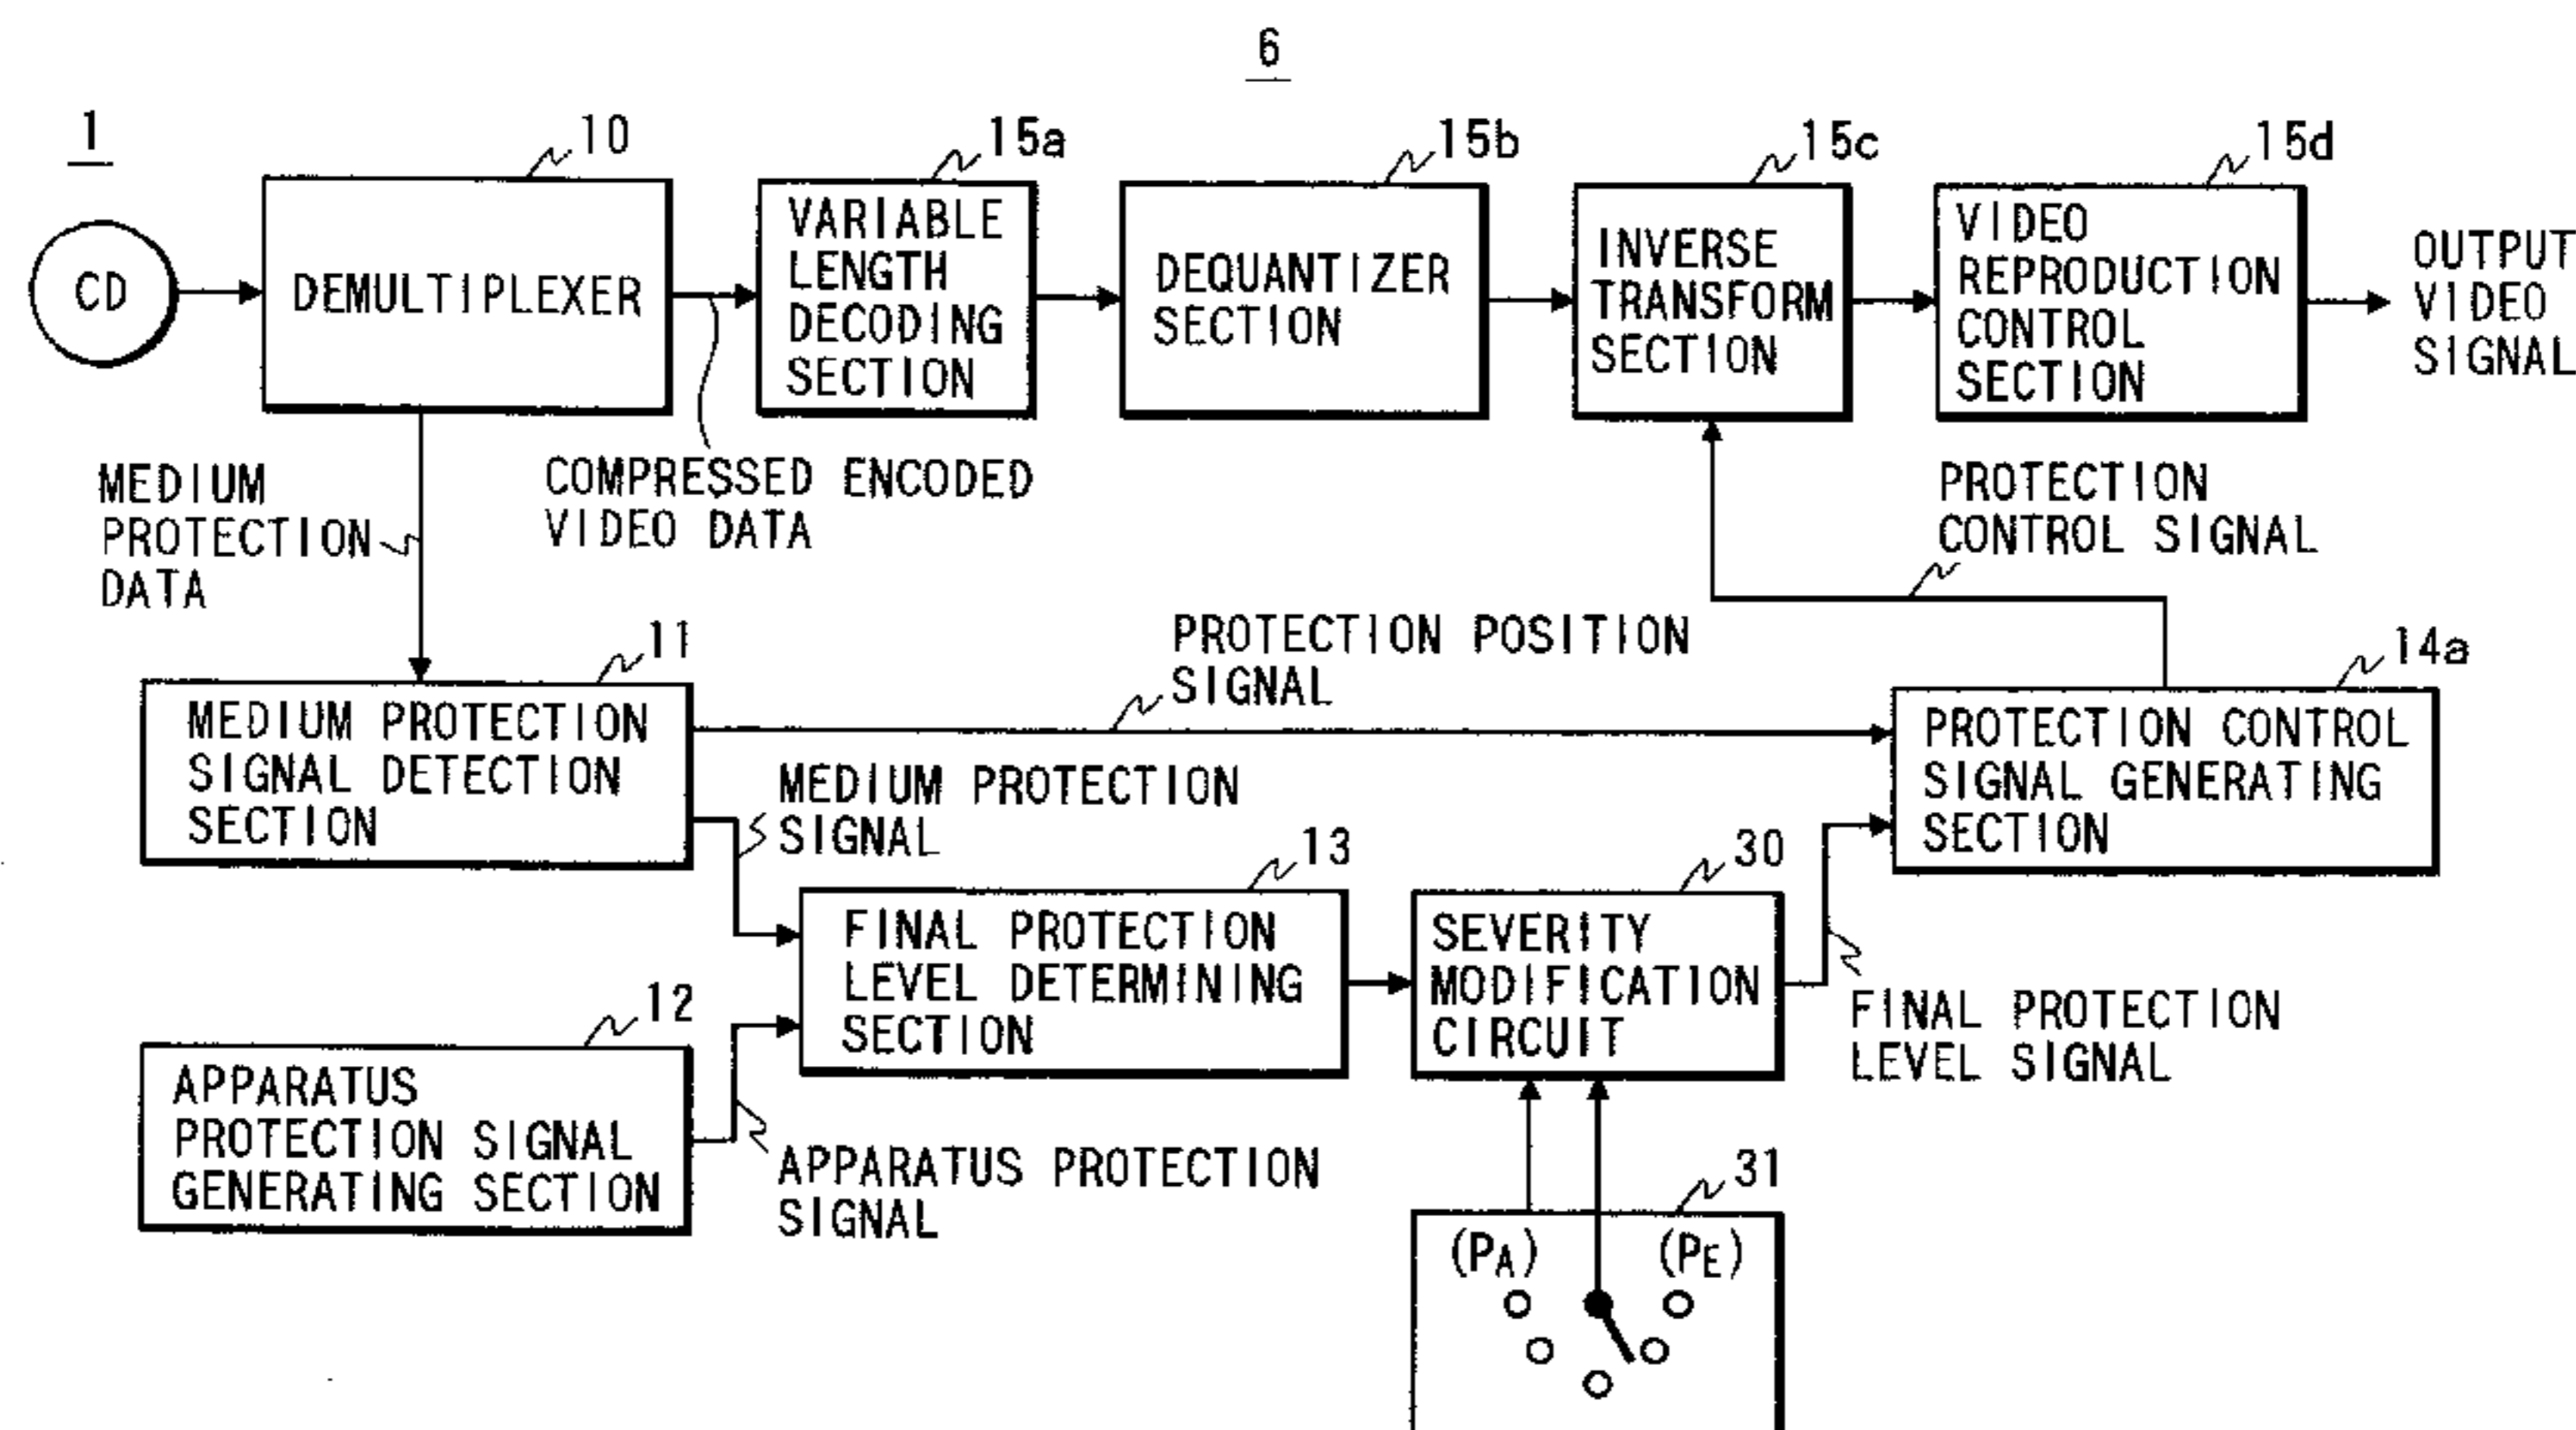 6
1
10
15a
15b
15c
15d
CD
DEMULTIPLEXER
VARIABLE
LENGTH
DECODING
SECTION
DEQUANTIZER
SECTION
INVERSE
TRANSFORM
SECTION
VIDEO
REPRODUCTION
CONTROL
SECTION
OUTPUT
VIDEO
SIGNAL
MEDIUM
PROTECTION
DATA
COMPRESSED ENCODED
VIDEO DATA
PROTECTION
CONTROL SIGNAL
11
PROTECTION POSITION
SIGNAL
14a
MEDIUM PROTECTION
SIGNAL DETECTION
SECTION
PROTECTION CONTROL
SIGNAL GENERATING
SECTION
MEDIUM PROTECTION
SIGNAL
13
30
FINAL PROTECTION
LEVEL DETERMINING
SECTION
SEVERITY
MODIFICATION
CIRCUIT
FINAL PROTECTION
LEVEL SIGNAL
12
APPARATUS
PROTECTION SIGNAL
GENERATING SECTION
APPARATUS PROTECTION
SIGNAL
31
(PA) (PE)